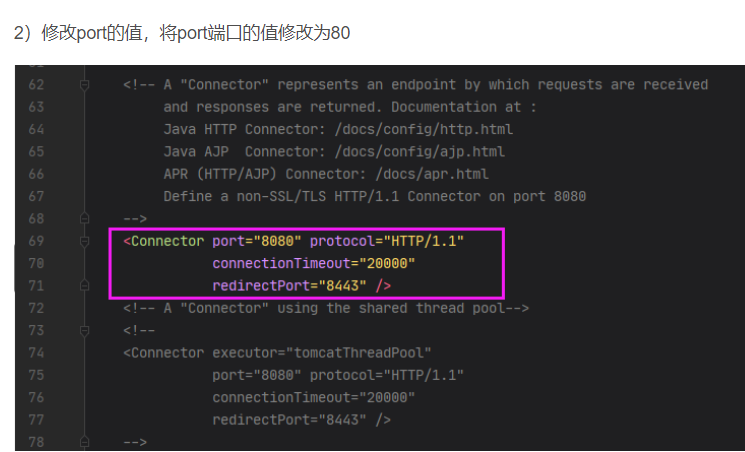 2）修改port的值，将port端口的值修改为80
62 <!-- A "Connector" represents an endpoint by which requests are received
63 and responses are returned. Documentation at :
64 Java HTTP Connector: /docs/config/http.html
65 Java AJP  Connector: /docs/config/ajp.html
66 APR (HTTP/AJP) Connector: /docs/apr.html
67 Define a non-SSL/TLS HTTP/1.1 Connector on port 8080
68 -->
69 <Connector port="8080" protocol="HTTP/1.1"
70 connectionTimeout="20000"
71 redirectPort="8443" />
72 <!-- A "Connector" using the shared thread pool-->
73 <!--
74 <Connector executor="tomcatThreadPool"
75 port="8080" protocol="HTTP/1.1"
76 connectionTimeout="20000"
77 redirectPort="8443" />
78 -->